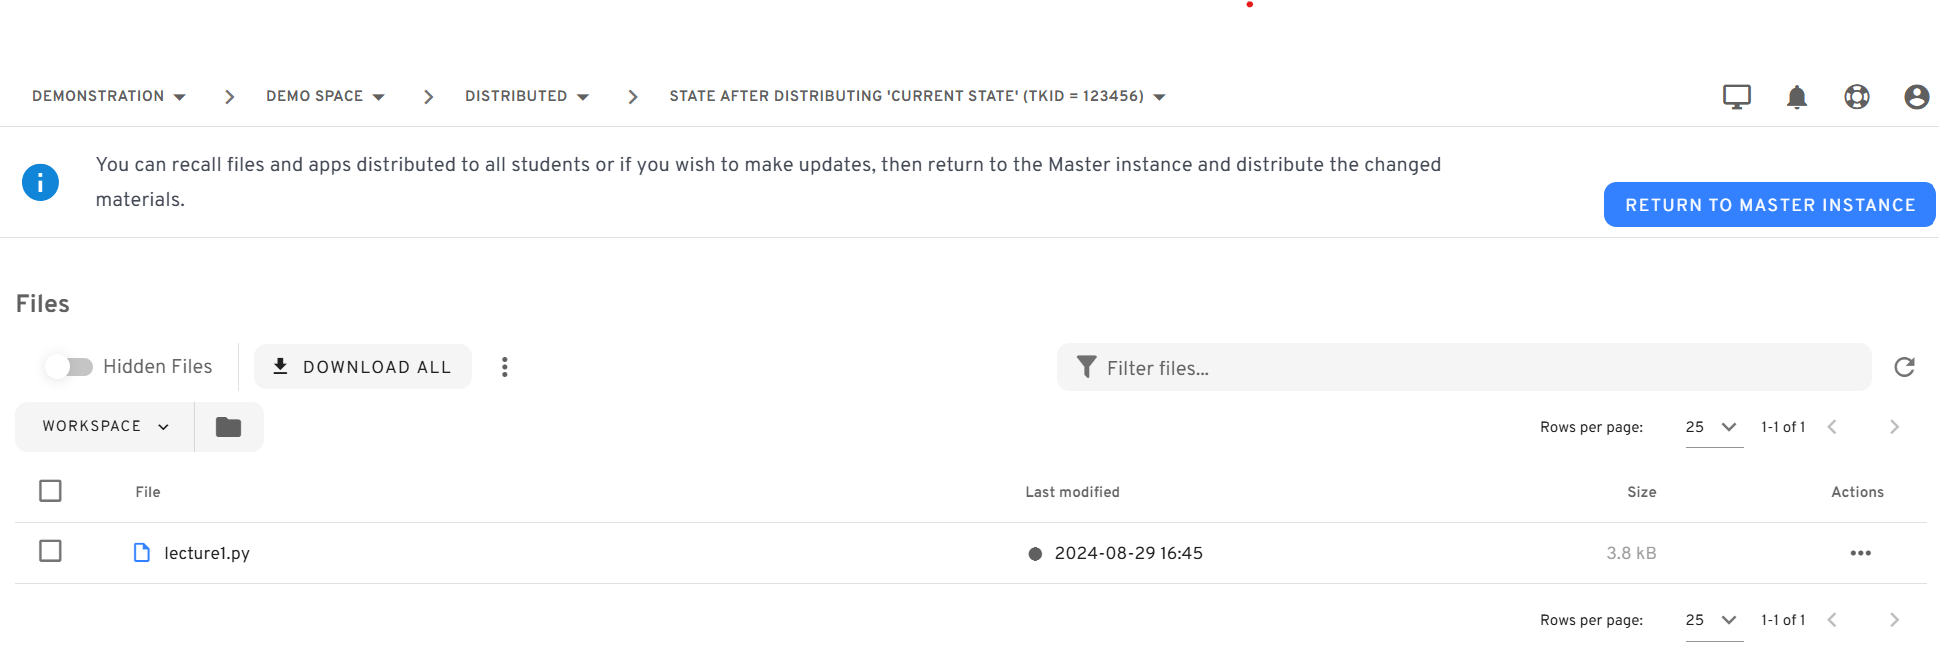 DEMONSTRATION DEMO SPACE DISTRIBUTED STATE AFTER DISTRIBUTING 'CURRENT STATE' (TKID = 123456)
You can recall files and apps distributed to all students or if you wish to make updates, then return to the Master instance and distribute the changed
materials.
RETURN TO MASTER INSTANCE
Files
Hidden Files DOWNLOAD ALL Filter files...
WORKSPACE Rows per page: 25 1-1 of 1
File Last modified Size Actions
lecture1.py 2024-08-29 16:45 3.8 kB
Rows per page: 25 1-1 of 1